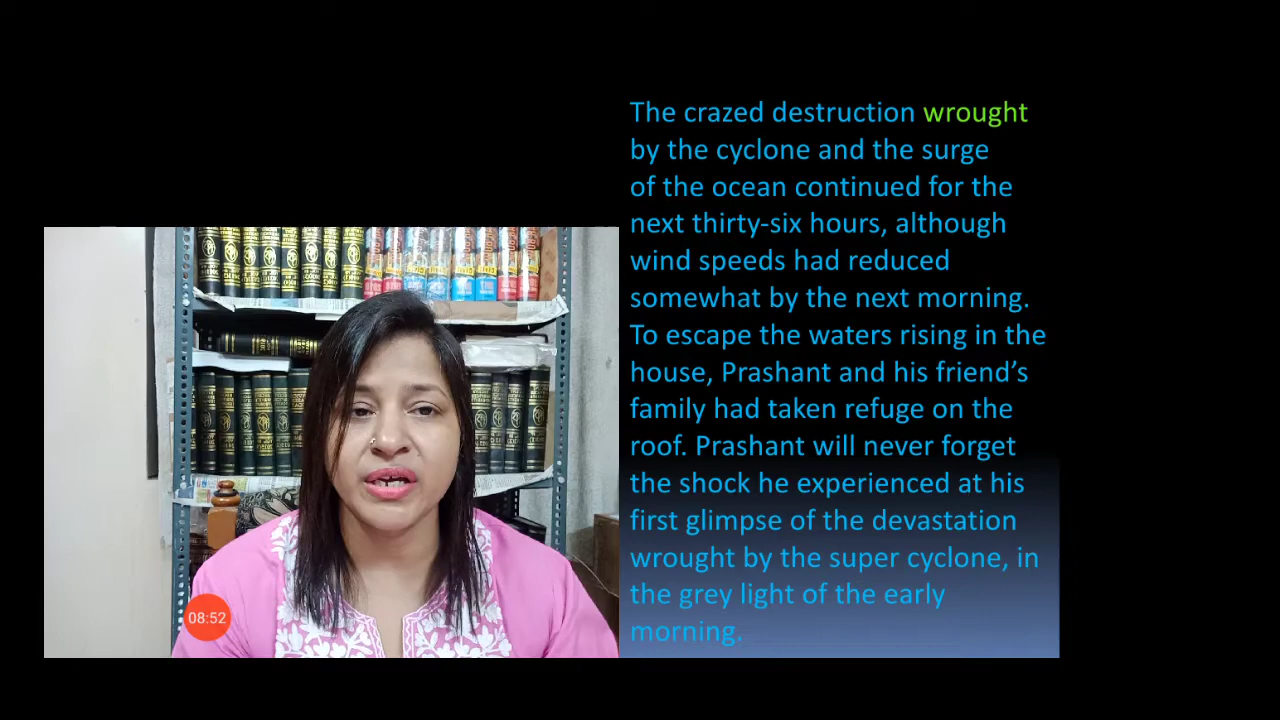 The crazed destruction wrought
by the cyclone and the surge
of the ocean continued for the
next thirty-six hours, although
wind speeds had reduced
somewhat by the next morning.
To escape the waters rising in the
house, Prashant and his friend's
family had taken refuge on the
roof. Prashant will never forget
the shock he experienced at his
first glimpse of the devastation
wrought by the super cyclone, in
the grey light of the early
morning.
08:52